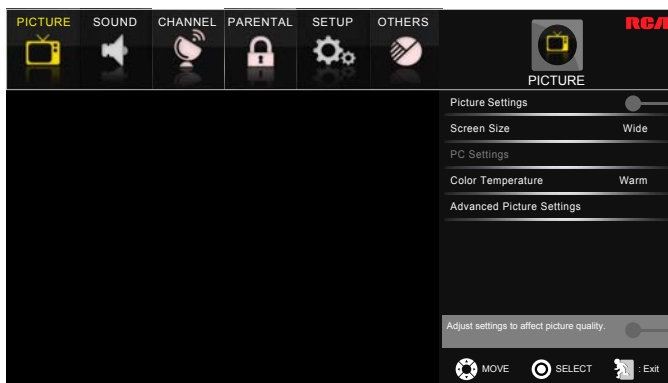 PICTURE SOUND CHANNEL PARENTAL SETUP OTHERS
RCA
PICTURE
Picture Settings
Screen Size Wide
PC Settings
Color Temperature Warm
Advanced Picture Settings
Adjust settings to affect picture quality.
MOVE SELECT : Exit